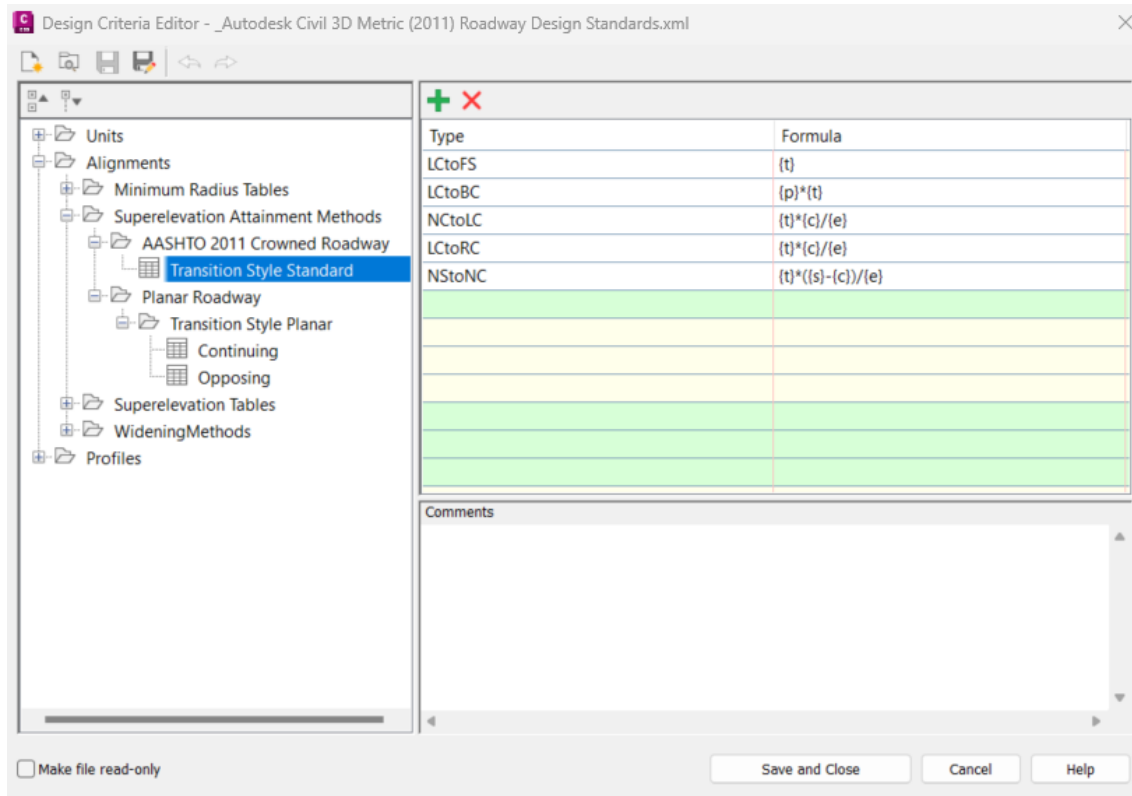 Design Criteria Editor - _Autodesk Civil 3D Metric (2011) Roadway Design Standards.xml
Units
Alignments
Minimum Radius Tables
Superelevation Attainment Methods
AASHTO 2011 Crowned Roadway
Transition Style Standard
Planar Roadway
Transition Style Planar
Continuing
Opposing
Superelevation Tables
WideningMethods
Profiles
Type Formula
LCtoFS {t}
LCtoBC {p}*{t}
NCtoLC {t}*{c}/{e}
LCtoRC {t}*{c}/{e}
NStoNC {t}*({s}-{c})/{e}
Comments
Make file read-only
Save and Close Cancel Help